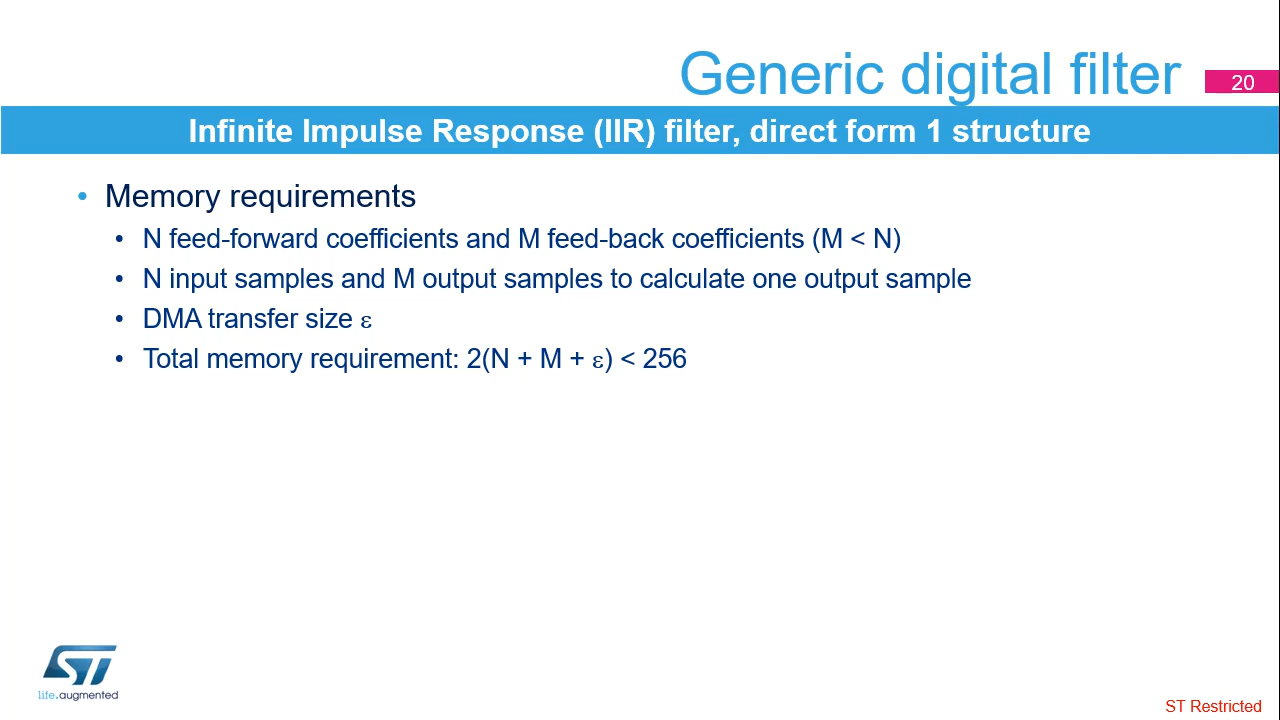 Generic digital filter
20
Infinite Impulse Response (IIR) filter, direct form 1 structure
• Memory requirements
• N feed-forward coefficients and M feed-back coefficients (M < N)
• N input samples and M output samples to calculate one output sample
• DMA transfer size ε
• Total memory requirement: 2(N + M + ε) < 256
ST
life.augmented
ST Restricted